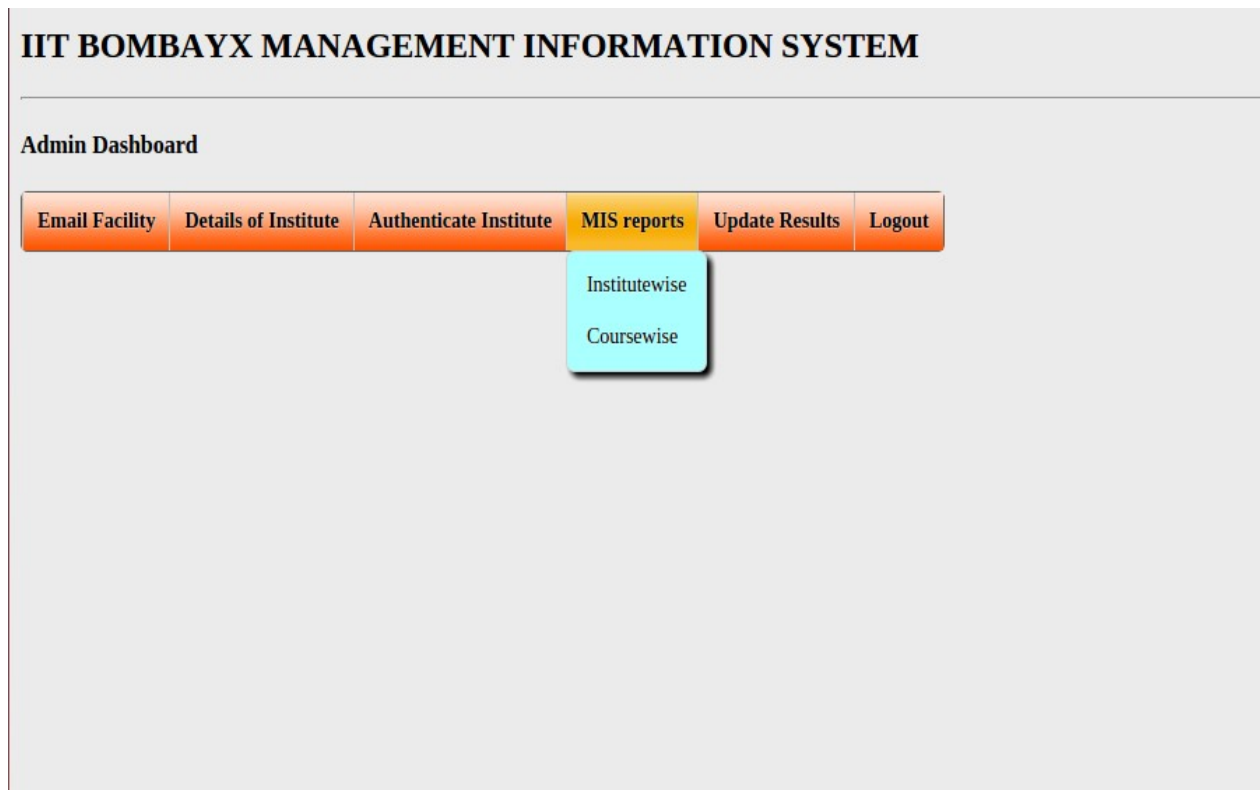 IIT BOMBAYX MANAGEMENT INFORMATION SYSTEM
Admin Dashboard
Email Facility Details of Institute Authenticate Institute MIS reports Update Results Logout
Institutewise
Coursewise